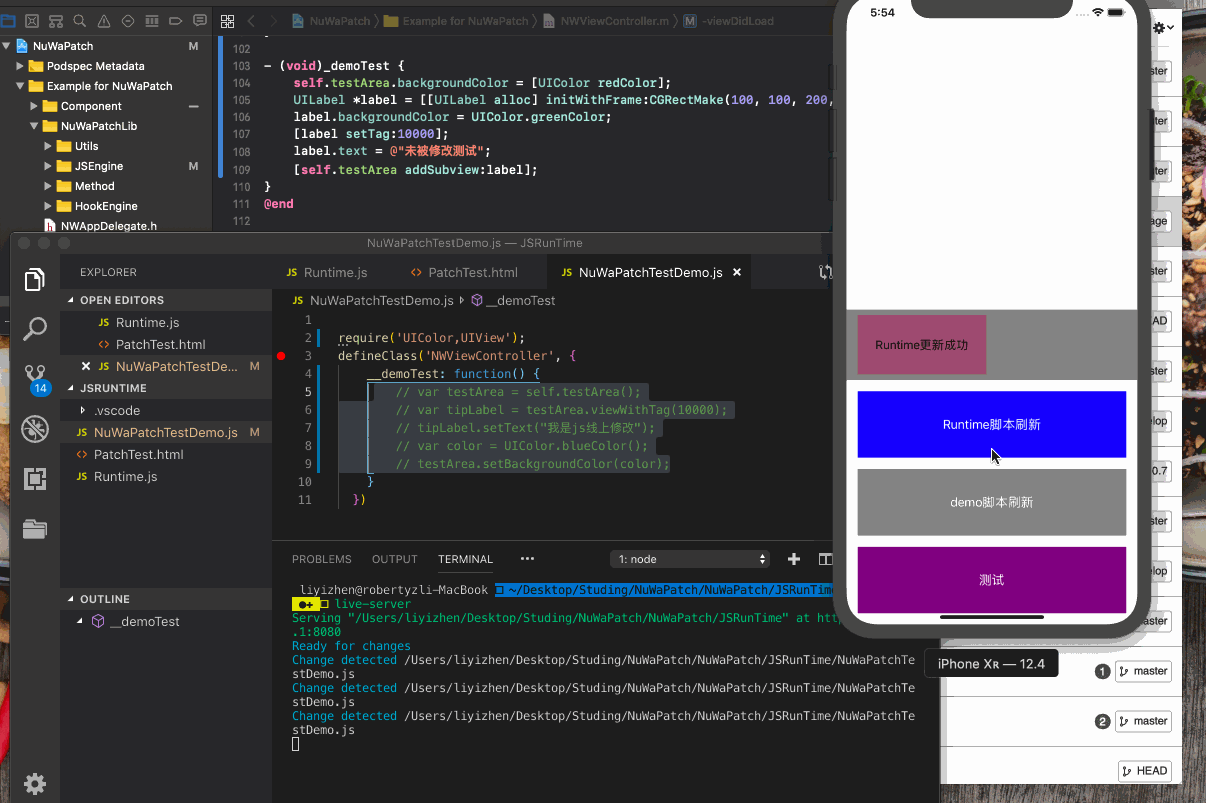 NuWaPatch
M
Podspec Metadata
Example for NuWaPatch
Component
NuWaPatchLib
Utils
JSEngine
M
Method
HookEngine
NWAppDelegate.h
NuWaPatch
Example for NuWaPatch
NWViewController.m
M
-viewDidLoad
102
103 - (void)_demoTest {
104 self.testArea.backgroundColor = [UIColor redColor];
105 UILabel *label = [[UILabel alloc] initWithFrame:CGRectMake(100, 100, 200,
106 label.backgroundColor = UIColor.greenColor;
107 [label setTag:10000];
108 label.text = @"未被修改测试";
109 [self.testArea addSubview:label];
110 }
111 @end
112
NuWaPatchTestDemo.js — JSRunTime
EXPLORER
OPEN EDITORS
JS Runtime.js
<> PatchTest.html
JS NuWaPatchTestDe... M
JSRUNTIME
.vscode
JS NuWaPatchTestDemo.js M
<> PatchTest.html
JS Runtime.js
OUTLINE
__demoTest
14
JS Runtime.js
<> PatchTest.html
JS NuWaPatchTestDemo.js
JS NuWaPatchTestDemo.js
__demoTest
1
2 require('UIColor,UIView');
3 defineClass('NWViewController', {
4 __demoTest: function() {
5 // var testArea = self.testArea();
6 // var tipLabel = testArea.viewWithTag(10000);
7 // tipLabel.setText("我是js线上修改");
8 // var color = UIColor.blueColor();
9 // testArea.setBackgroundColor(color);
10 }
11 })
PROBLEMS
OUTPUT
TERMINAL
1: node
liyizhen@robertyzli-MacBook ~/Desktop/Studing/NuWaPatch/NuWaPatch/JSRunTime
live-server
Serving "/Users/liyizhen/Desktop/Studing/NuWaPatch/NuWaPatch/JSRunTime" at
.1:8080
Ready for changes
Change detected /Users/liyizhen/Desktop/Studing/NuWaPatch/NuWaPatch/JSRunTime/NuWaPatchTe
stDemo.js
Change detected /Users/liyizhen/Desktop/Studing/NuWaPatch/NuWaPatch/JSRunTime/NuWaPatchTe
stDemo.js
Change detected /Users/liyizhen/Desktop/Studing/NuWaPatch/NuWaPatch/JSRunTime/NuWaPatchTe
stDemo.js
5:54
Runtime更新成功
Runtime脚本刷新
demo脚本刷新
测试
iPhone Xʀ — 12.4
1
master
2
master
HEAD